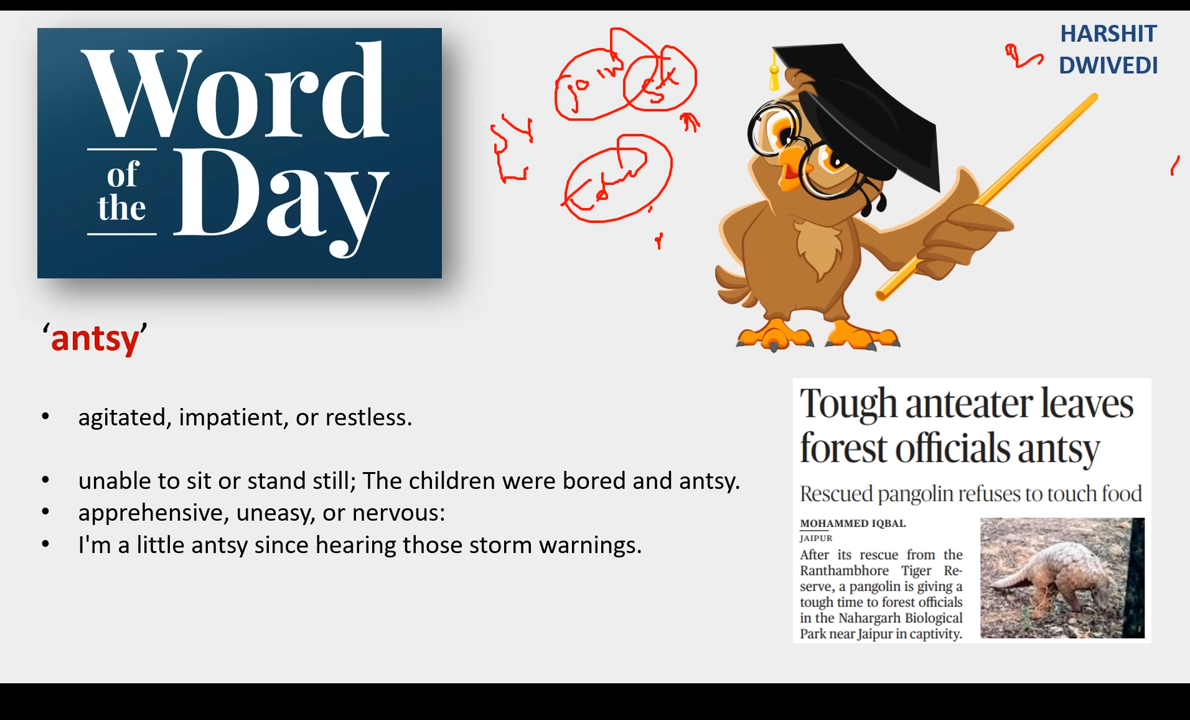 Word
of
the
Day
HARSHIT
DWIVEDI
‘antsy’
• agitated, impatient, or restless.
• unable to sit or stand still; The children were bored and antsy.
• apprehensive, uneasy, or nervous:
• I'm a little antsy since hearing those storm warnings.
Tough anteater leaves
forest officials antsy
Rescued pangolin refuses to touch food
MOHAMMED IQBAL
JAIPUR
After its rescue from the
Ranthambhore Tiger Re-
serve, a pangolin is giving a
tough time to forest officials
in the Nahargarh Biological
Park near Jaipur in captivity.